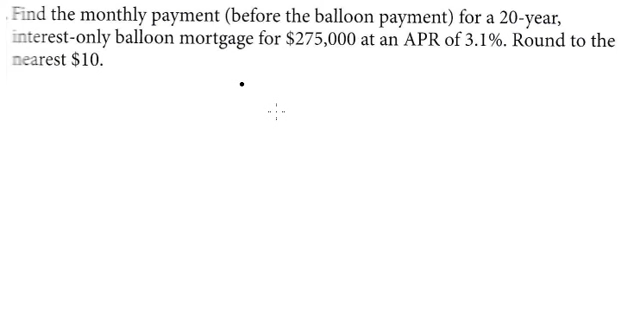 Find the monthly payment (before the balloon payment) for a 20-year,
interest-only balloon mortgage for $275,000 at an APR of 3.1%. Round to the
nearest $10.